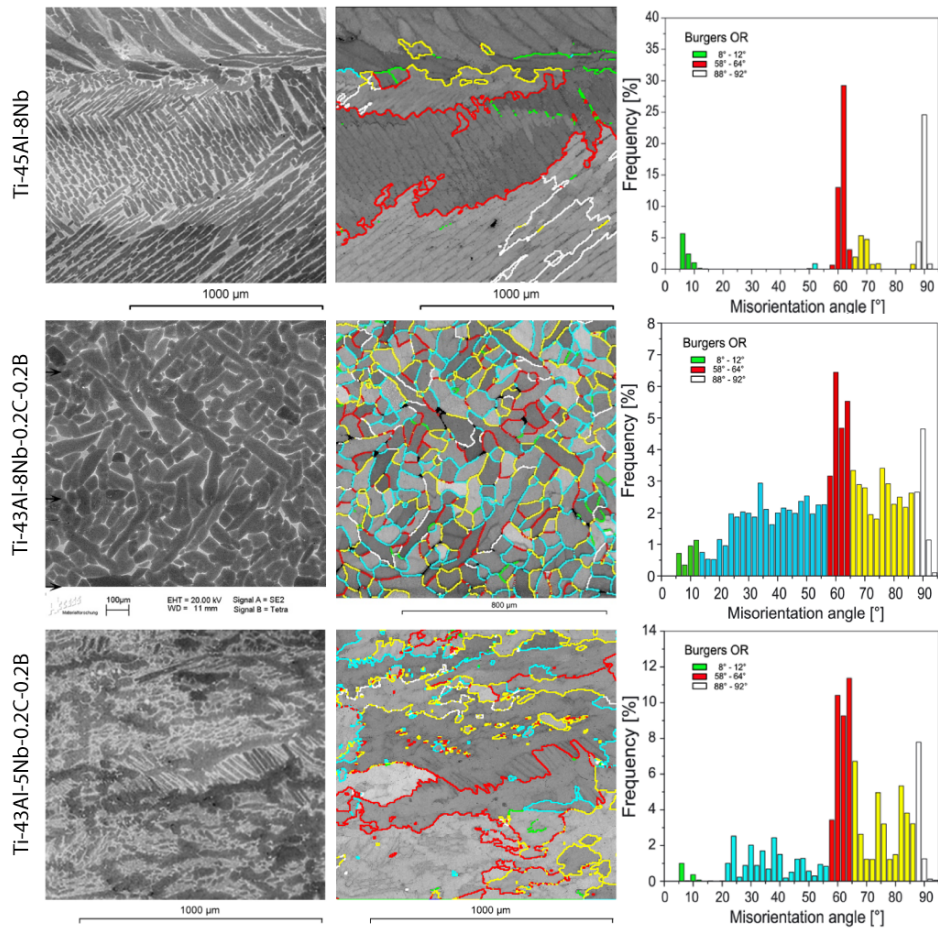 Ti-45Al-8Nb
1000 µm
1000 µm
Frequency [%]
40
35
30
25
20
15
10
5
0
Burgers OR
8° - 12°
58° - 64°
88° - 92°
0 10 20 30 40 50 60 70 80 90
Misorientation angle [°]
Ti-43Al-8Nb-0.2C-0.2B
100µm
EHT = 20.00 kV
WD = 11 mm
Signal A = SE2
Signal B = Tetra
800 µm
Frequency [%]
8
7
6
5
4
3
2
1
0
Burgers OR
8° - 12°
58° - 64°
88° - 92°
0 10 20 30 40 50 60 70 80 90
Misorientation angle [°]
Ti-43Al-5Nb-0.2C-0.2B
1000 µm
1000 µm
Frequency [%]
14
12
10
8
6
4
2
0
Burgers OR
8° - 12°
58° - 64°
88° - 92°
0 10 20 30 40 50 60 70 80 90
Misorientation angle [°]